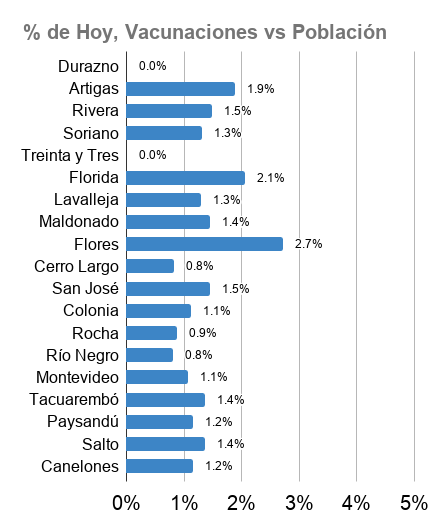 % de Hoy, Vacunaciones vs Población
Durazno 0.0%
Artigas 1.9%
Rivera 1.5%
Soriano 1.3%
Treinta y Tres 0.0%
Florida 2.1%
Lavalleja 1.3%
Maldonado 1.4%
Flores 2.7%
Cerro Largo 0.8%
San José 1.5%
Colonia 1.1%
Rocha 0.9%
Río Negro 0.8%
Montevideo 1.1%
Tacuarembó 1.4%
Paysandú 1.2%
Salto 1.4%
Canelones 1.2%
0% 1% 2% 3% 4% 5%